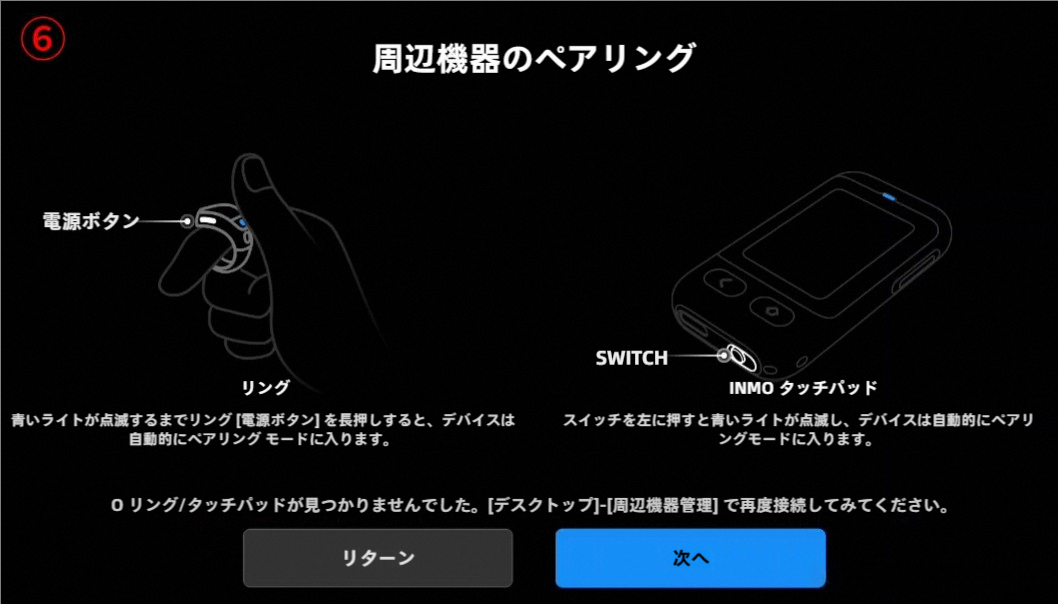 ⑥
周辺機器のペアリング
電源ボタン
SWITCH
リング
INMO タッチパッド
青いライトが点滅するまでリング [電源ボタン] を長押しすると、デバイスは
自動的にペアリング モードに入ります。
スイッチを左に押すと青いライトが点滅し、デバイスは自動的にペアリ
ングモードに入ります。
0 リング/タッチパッドが見つかりませんでした。[デスクトップ]-[周辺機器管理] で再度接続してみてください。
リターン
次へ